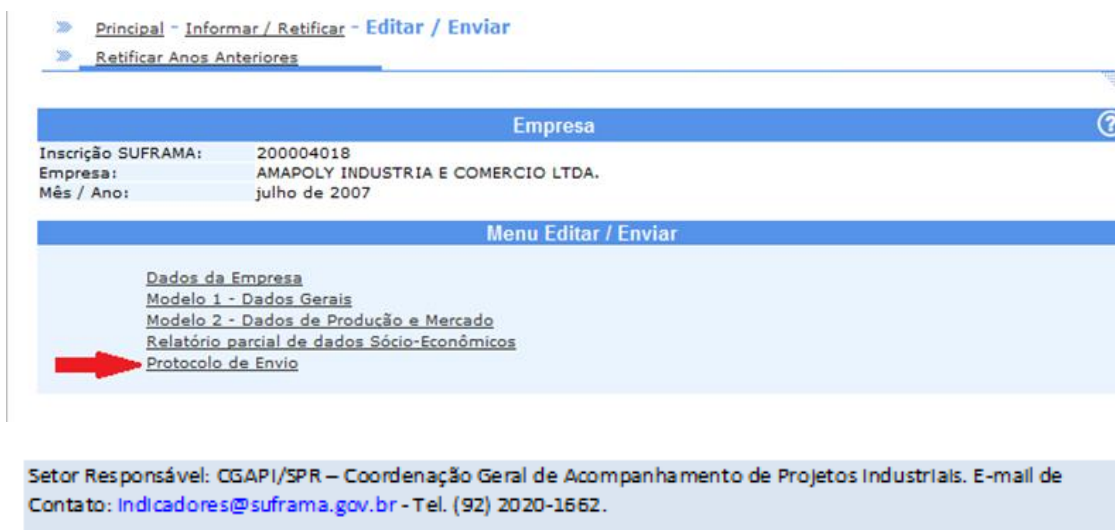 Principal - Informar / Retificar - Editar / Enviar
Retificar Anos Anteriores
Empresa
Inscrição SUFRAMA: 200004018
Empresa: AMAPOLY INDUSTRIA E COMERCIO LTDA.
Mês / Ano: julho de 2007
Menu Editar / Enviar
Dados da Empresa
Modelo 1 - Dados Gerais
Modelo 2 - Dados de Produção e Mercado
Relatório parcial de dados Sócio-Econômicos
Protocolo de Envio
Setor Responsável: CGAPI/SPR – Coordenação Geral de Acompanhamento de Projetos Industriais. E-mail de
Contato: indicadores@suframa.gov.br - Tel. (92) 2020-1662.